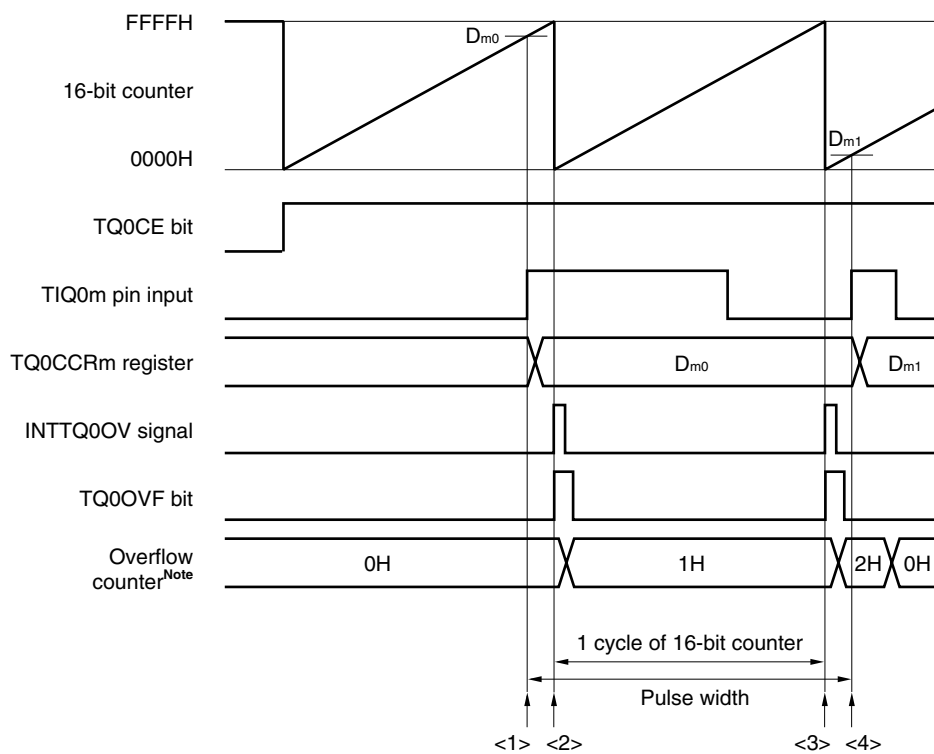 FFFFH
Dm0
16-bit counter
0000H
Dm1
TQ0CE bit
TIQ0m pin input
TQ0CCRm register
Dm0
Dm1
INTTQ0OV signal
TQ0OVF bit
Overflow
counterNote
0H
1H
2H
0H
1 cycle of 16-bit counter
Pulse width
<1> <2> <3> <4>